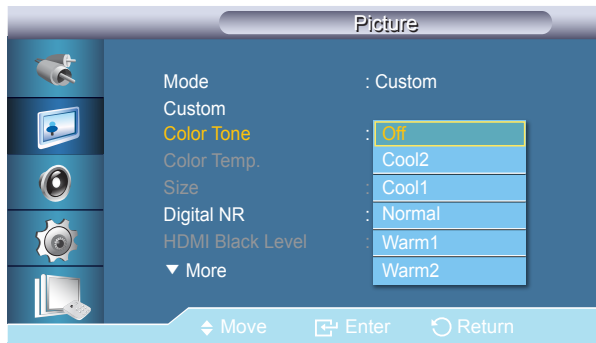 Picture
Mode : Custom
Custom
Color Tone : Off
Color Temp. Cool2
Size : Cool1
Digital NR : Normal
HDMI Black Level : Warm1
▼ More Warm2
Move Enter Return